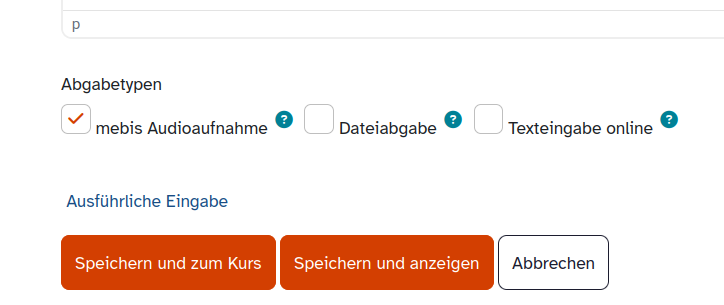 p
Abgabetypen
mebis Audioaufnahme ? Dateiabgabe ? Texteingabe online ?
Ausführliche Eingabe
Speichern und zum Kurs Speichern und anzeigen Abbrechen